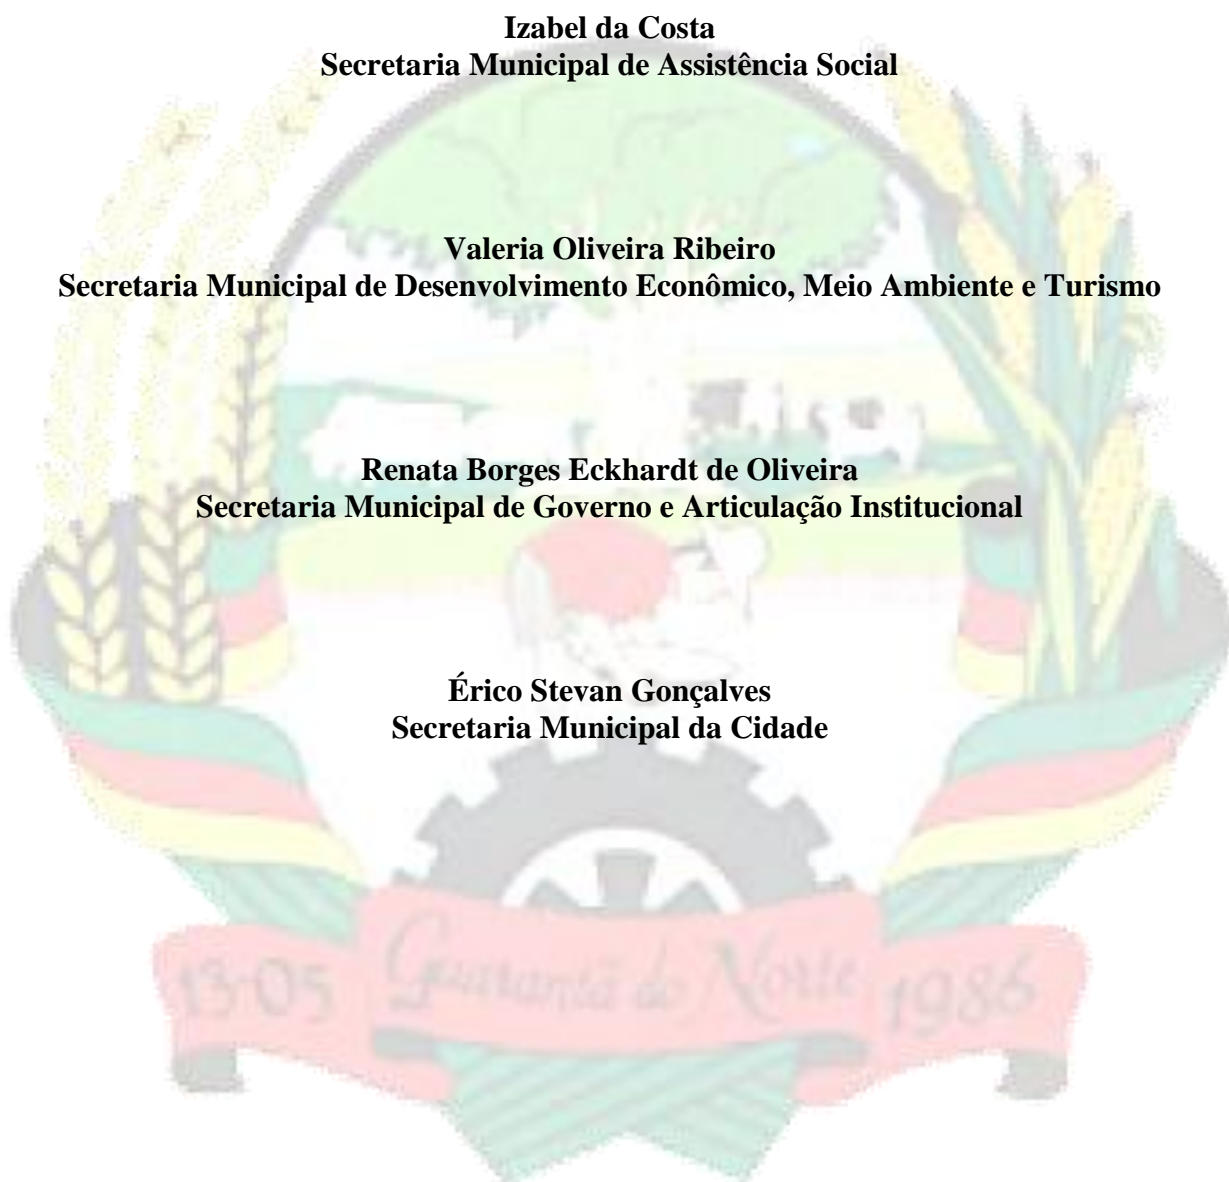 Izabel da Costa
Secretaria Municipal de Assistência Social
Valeria Oliveira Ribeiro
Secretaria Municipal de Desenvolvimento Econômico, Meio Ambiente e Turismo
Renata Borges Eckhardt de Oliveira
Secretaria Municipal de Governo e Articulação Institucional
Érico Stevan Gonçalves
Secretaria Municipal da Cidade
13-05 Guarantã do Norte 1986